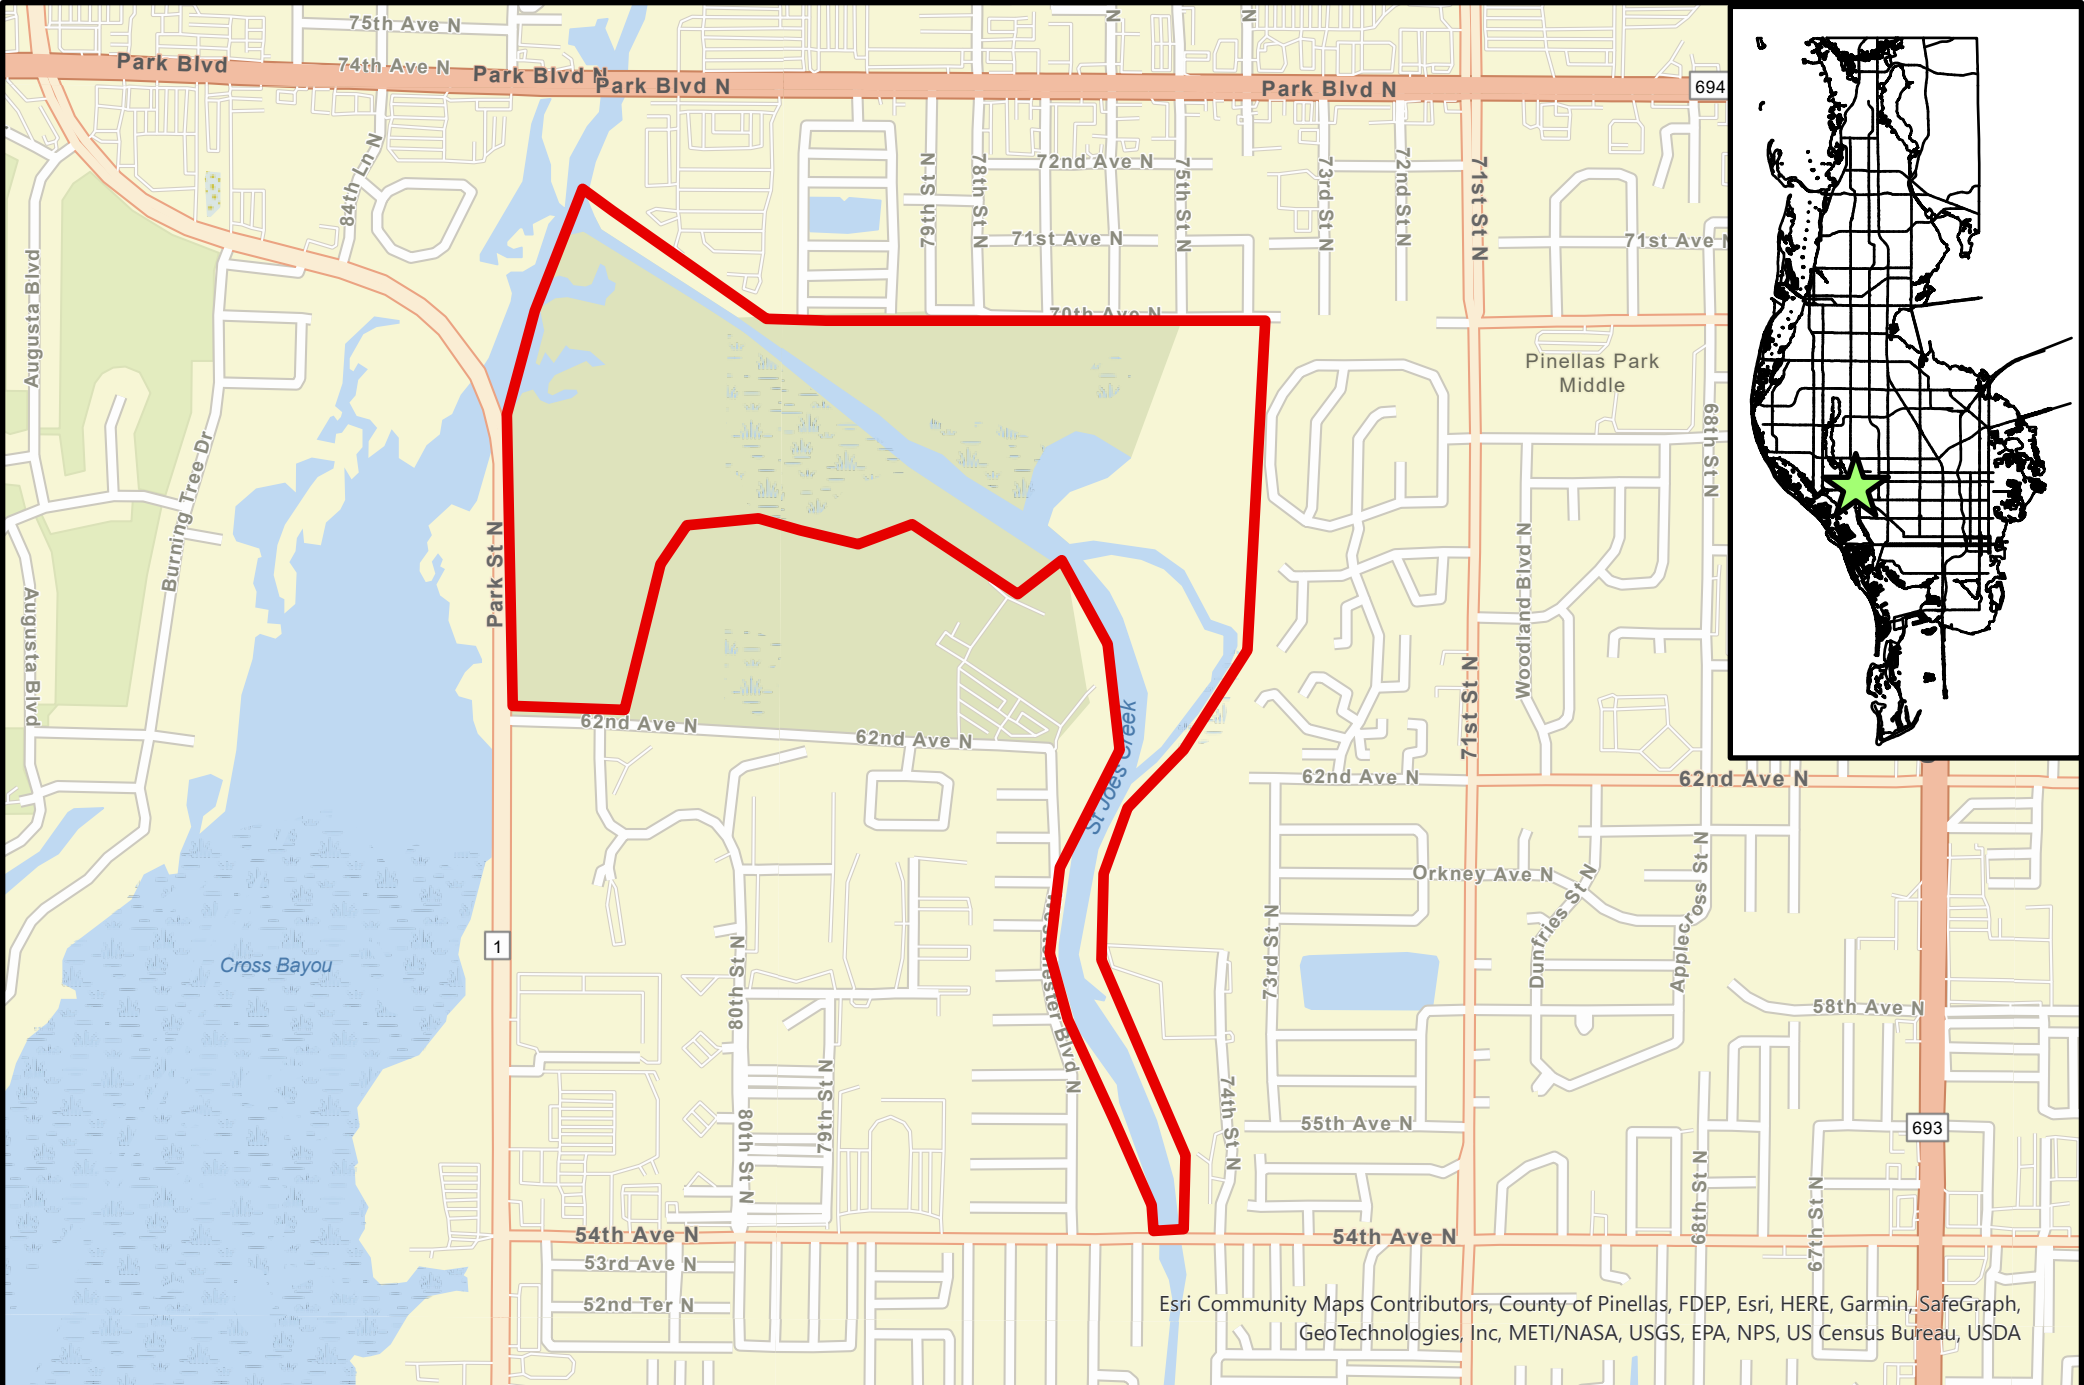 75th Ave N
N
N
Park Blvd
74th Ave N
Park Blvd N
Park Blvd N
Park Blvd N
694
84th Ln N
79th St N
78th St N
72nd Ave N
75th St N
73rd St N
72nd St N
71st St N
71st Ave N
71st Ave N
Augusta Blvd
70th Ave N
Pinellas Park
Middle
68th St N
Burning Tree Dr
Park St N
Woodland Blvd N
Augusta Blvd
71st St N
62nd Ave N
62nd Ave N
St Joes Creek
62nd Ave N
62nd Ave N
Orkney Ave N
Dunfries St N
Applecross St N
1
Cross Bayou
80th St N
Westchester Blvd N
73rd St N
58th Ave N
79th St N
80th St N
74th St N
55th Ave N
693
68th St N
67th St N
54th Ave N
54th Ave N
53rd Ave N
52nd Ter N
Esri Community Maps Contributors, County of Pinellas, FDEP, Esri, HERE, Garmin, SafeGraph,
GeoTechnologies, Inc, METI/NASA, USGS, EPA, NPS, US Census Bureau, USDA